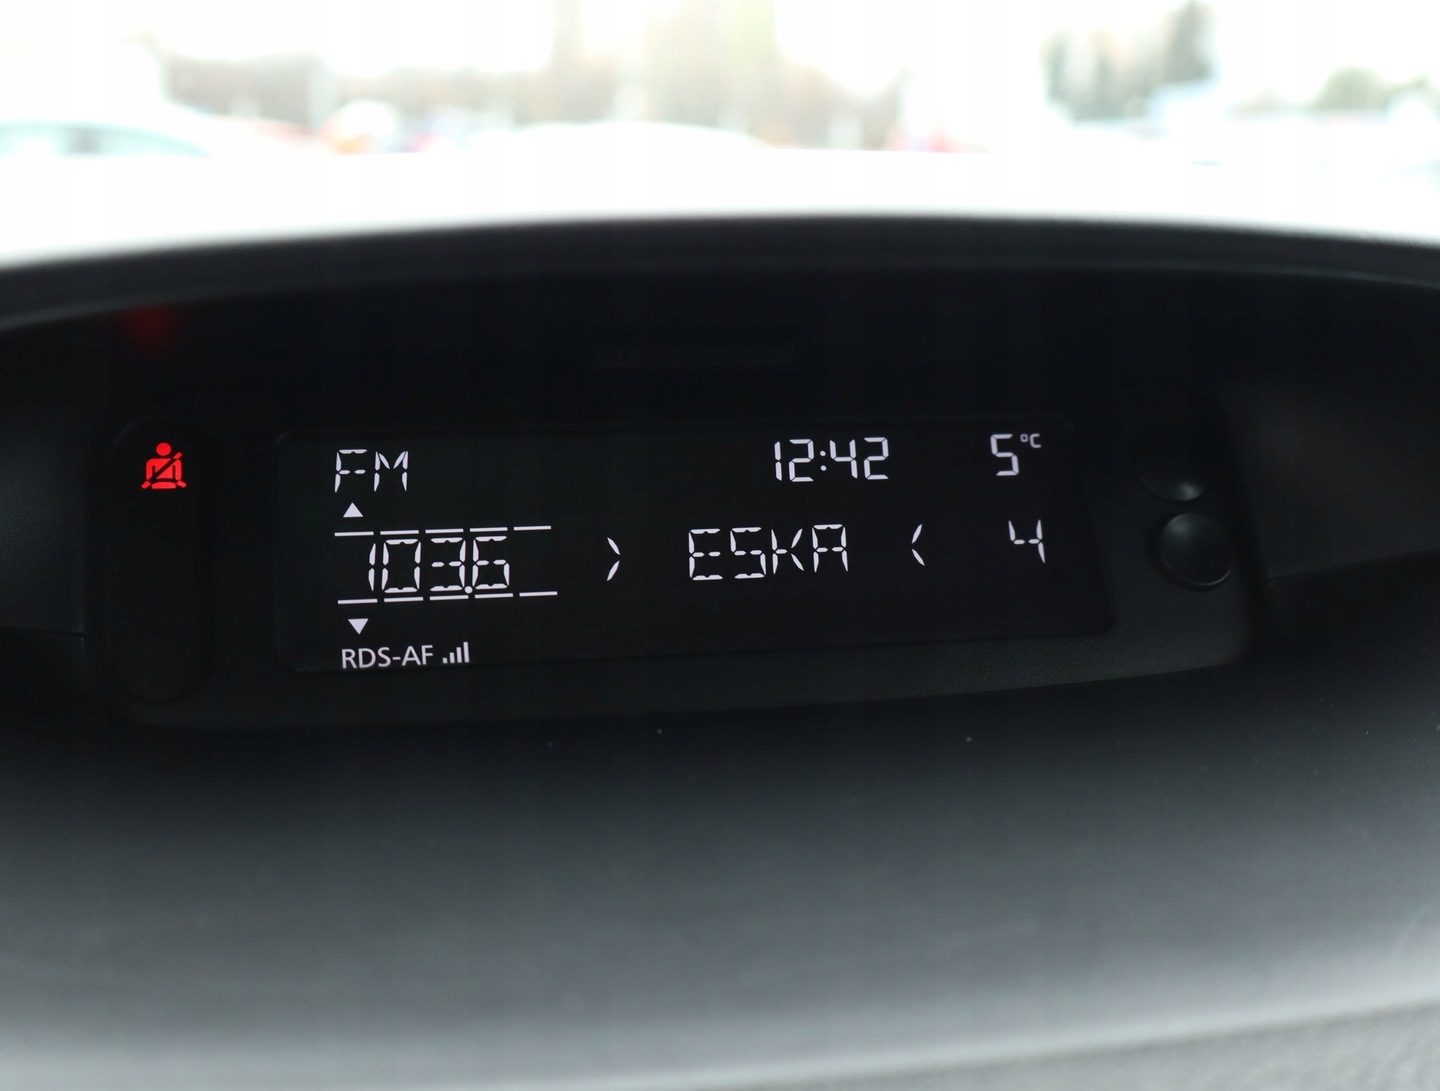 FM 12:42 5°C
103.6 > ESKA < 4
RDS-AF